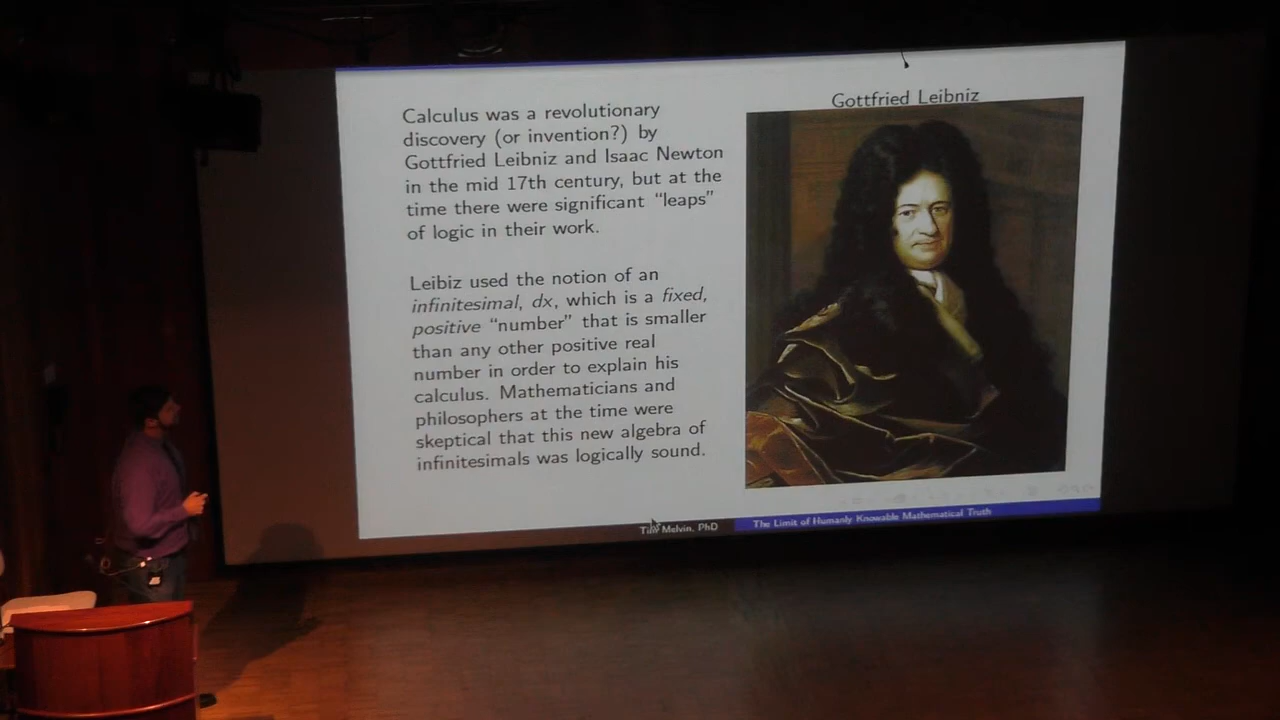 Calculus was a revolutionary
discovery (or invention?) by
Gottfried Leibniz and Isaac Newton
in the mid 17th century, but at the
time there were significant “leaps”
of logic in their work.
Leibiz used the notion of an
infinitesimal, dx, which is a fixed,
positive “number” that is smaller
than any other positive real
number in order to explain his
calculus. Mathematicians and
philosophers at the time were
skeptical that this new algebra of
infinitesimals was logically sound.
Gottfried Leibniz
Tim Melvin, PhD
The Limit of Humanly Knowable Mathematical Truth